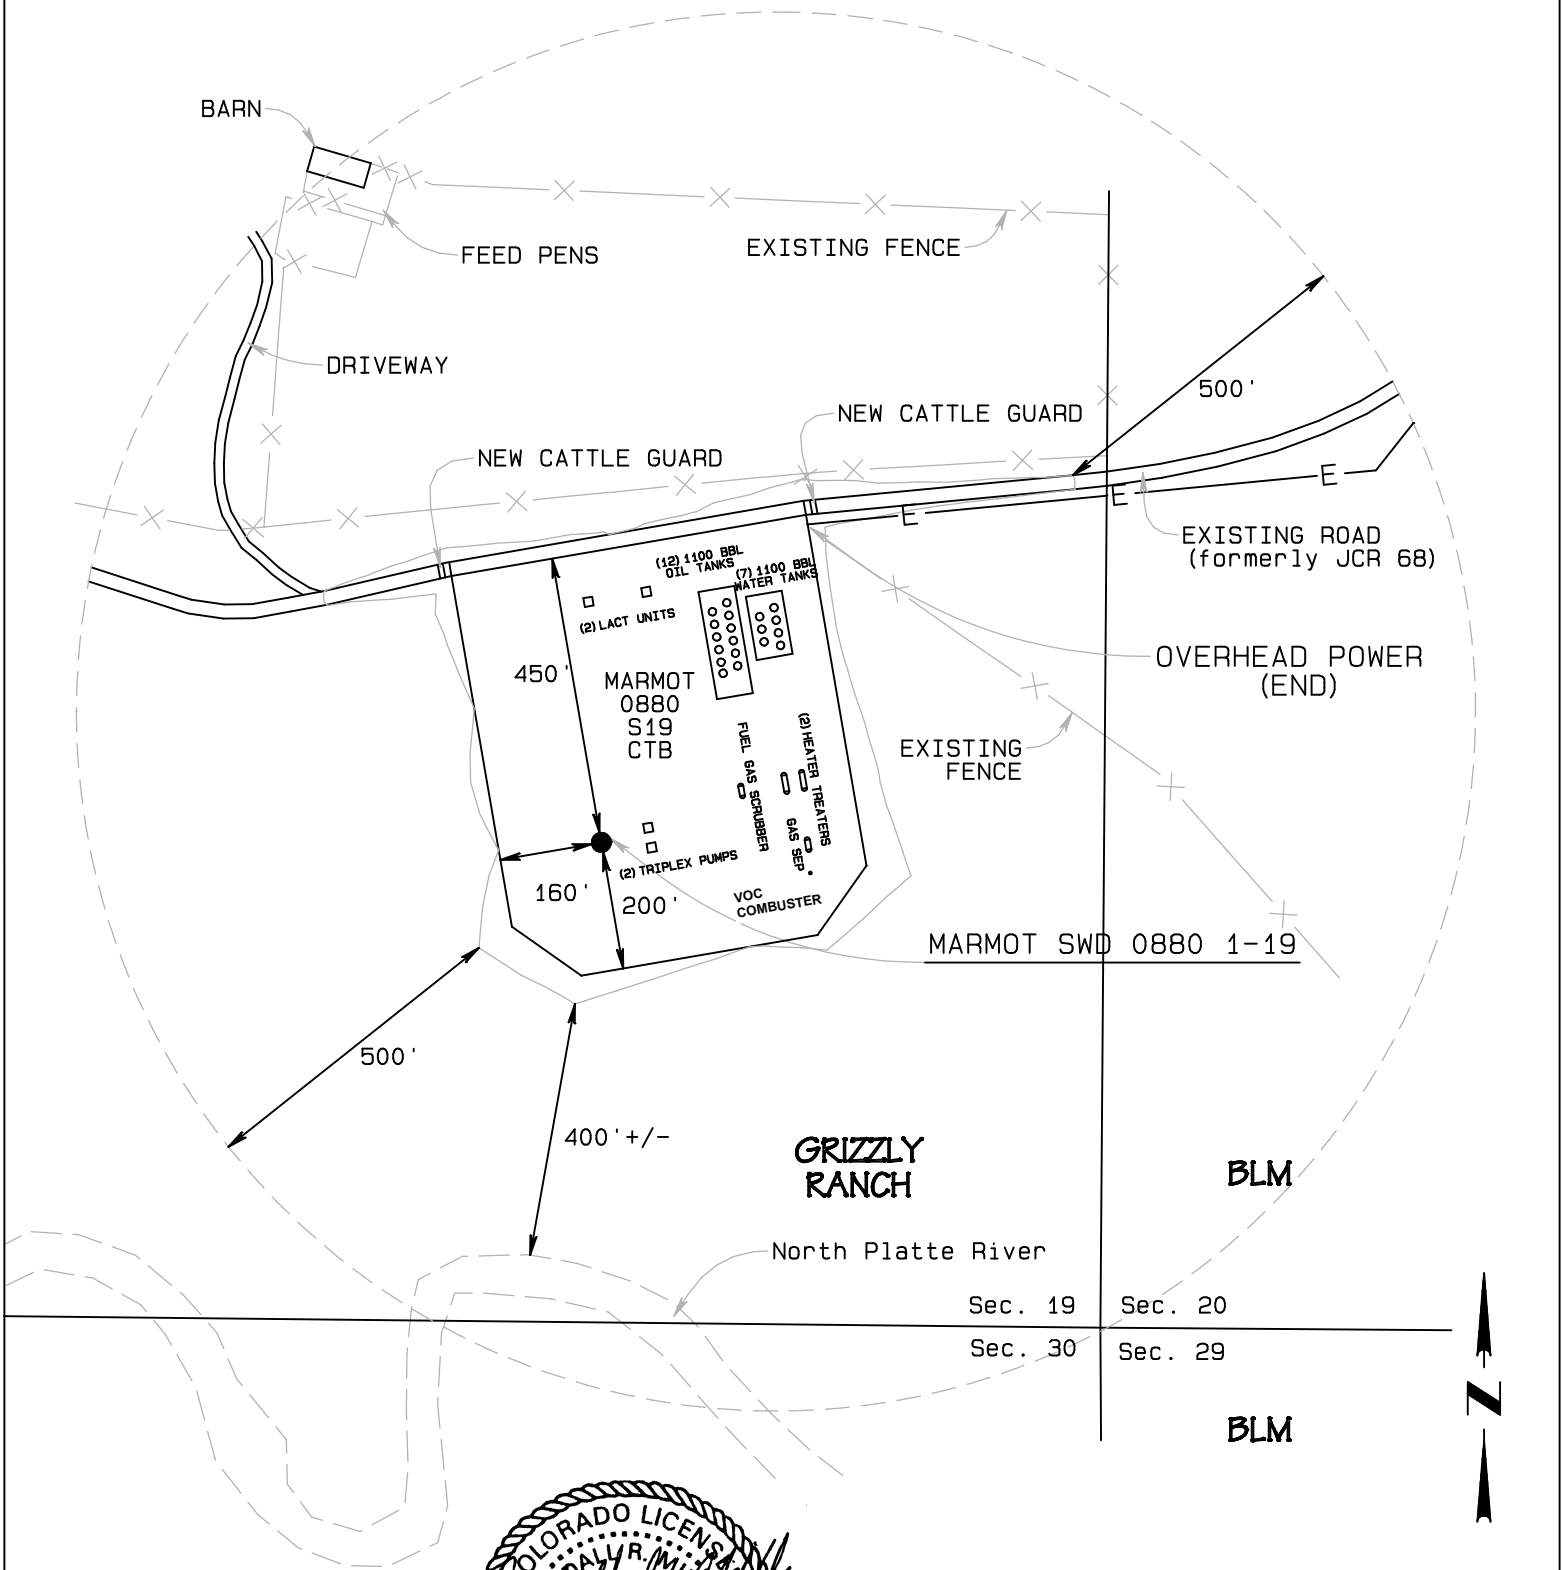 BARN
FEED PENS
EXISTING FENCE
DRIVEWAY
500'
NEW CATTLE GUARD
NEW CATTLE GUARD
E
E
E
EXISTING ROAD
(formerly JCR 68)
(12) 1100 BBL
OIL TANKS
(7) 1100 BBL
WATER TANKS
(2) LACT UNITS
450'
MARMOT
0880
S19
CTB
OVERHEAD POWER
(END)
FUEL GAS SCRUBBER
(2) HEATER TREATERS
GAS SEP
EXISTING
FENCE
(2) TRIPLEX PUMPS
160'
200'
VOC
COMBUSTER
MARMOT SWD 0880 1-19
500'
400'+/-
GRIZZLY
RANCH
BLM
North Platte River
Sec. 19
Sec. 20
Sec. 30
Sec. 29
BLM
N
OLORADO LICENS
DALL R.